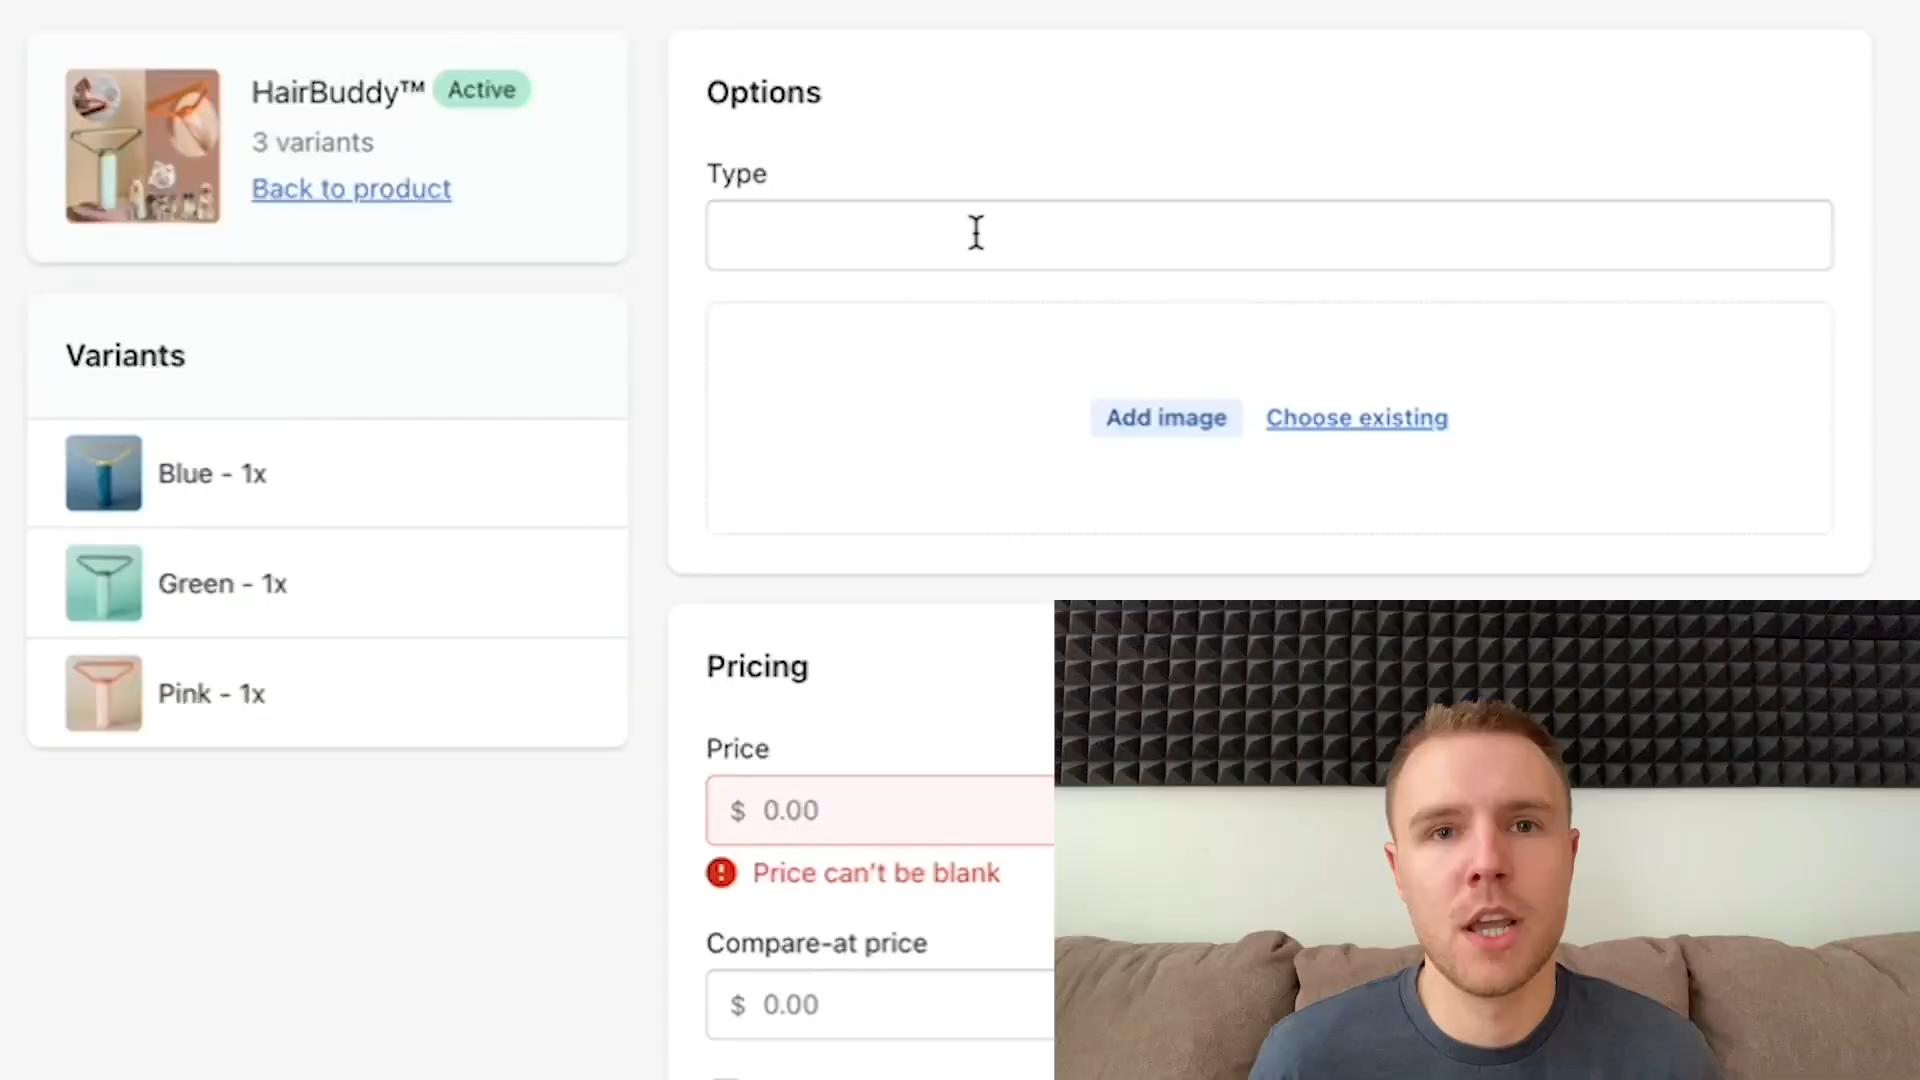 HairBuddy™ Active
3 variants
Back to product
Variants
Blue - 1x
Green - 1x
Pink - 1x
Options
Type
Add image Choose existing
Pricing
Price
$ 0.00
Price can't be blank
Compare-at price
$ 0.00